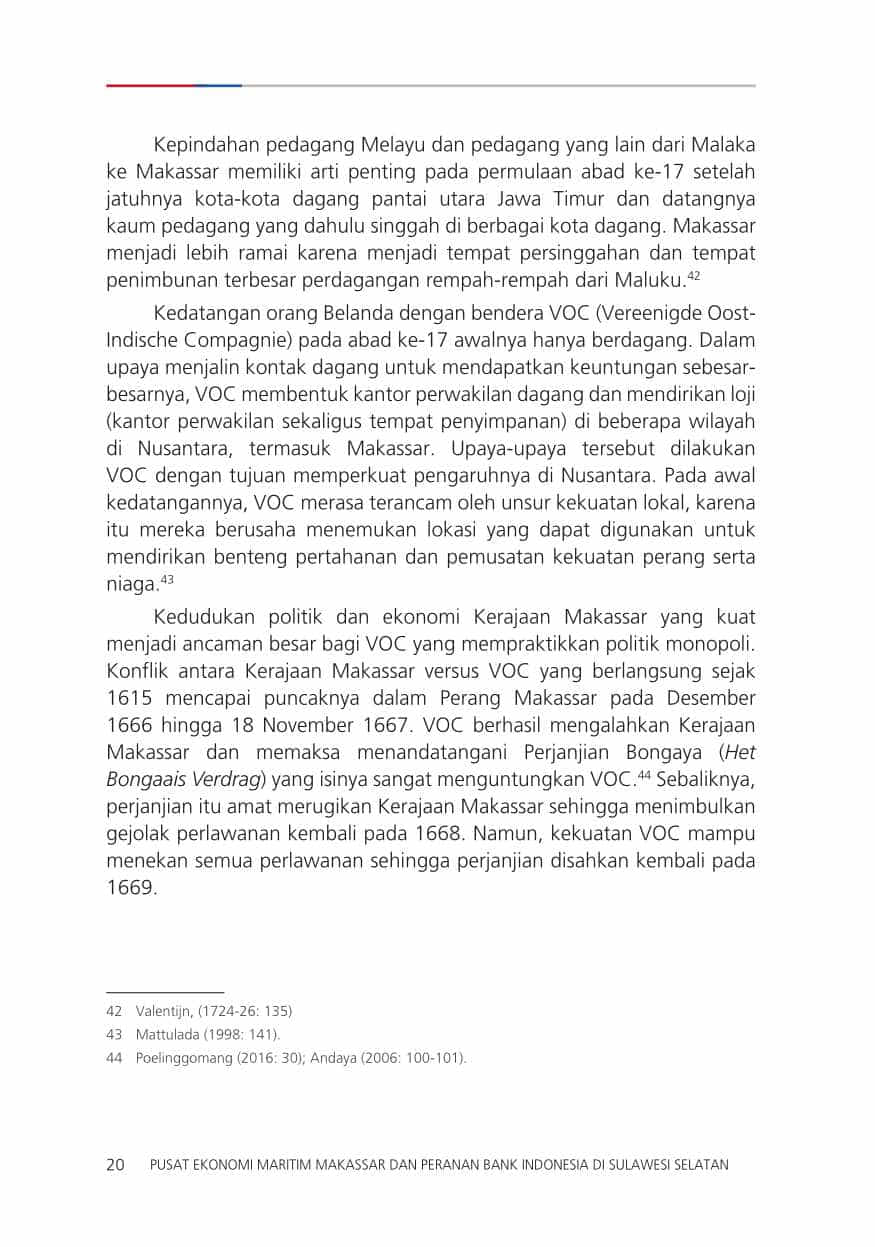 Kepindahan pedagang Melayu dan pedagang yang lain dari Malaka
ke Makassar memiliki arti penting pada permulaan abad ke-17 setelah
jatuhnya kota-kota dagang pantai utara Jawa Timur dan datangnya
kaum pedagang yang dahulu singgah di berbagai kota dagang. Makassar
menjadi lebih ramai karena menjadi tempat persinggahan dan tempat
penimbunan terbesar perdagangan rempah-rempah dari Maluku.⁴²
Kedatangan orang Belanda dengan bendera VOC (Vereenigde Oost-
Indische Compagnie) pada abad ke-17 awalnya hanya berdagang. Dalam
upaya menjalin kontak dagang untuk mendapatkan keuntungan sebesar-
besarnya, VOC membentuk kantor perwakilan dagang dan mendirikan loji
(kantor perwakilan sekaligus tempat penyimpanan) di beberapa wilayah
di Nusantara, termasuk Makassar. Upaya-upaya tersebut dilakukan
VOC dengan tujuan memperkuat pengaruhnya di Nusantara. Pada awal
kedatangannya, VOC merasa terancam oleh unsur kekuatan lokal, karena
itu mereka berusaha menemukan lokasi yang dapat digunakan untuk
mendirikan benteng pertahanan dan pemusatan kekuatan perang serta
niaga.⁴³
Kedudukan politik dan ekonomi Kerajaan Makassar yang kuat
menjadi ancaman besar bagi VOC yang mempraktikkan politik monopoli.
Konflik antara Kerajaan Makassar versus VOC yang berlangsung sejak
1615 mencapai puncaknya dalam Perang Makassar pada Desember
1666 hingga 18 November 1667. VOC berhasil mengalahkan Kerajaan
Makassar dan memaksa menandatangani Perjanjian Bongaya (Het
Bongaais Verdrag) yang isinya sangat menguntungkan VOC.⁴⁴ Sebaliknya,
perjanjian itu amat merugikan Kerajaan Makassar sehingga menimbulkan
gejolak perlawanan kembali pada 1668. Namun, kekuatan VOC mampu
menekan semua perlawanan sehingga perjanjian disahkan kembali pada
1669.
42 Valentijn, (1724-26: 135)
43 Mattulada (1998: 141).
44 Poelinggomang (2016: 30); Andaya (2006: 100-101).
20 PUSAT EKONOMI MARITIM MAKASSAR DAN PERANAN BANK INDONESIA DI SULAWESI SELATAN